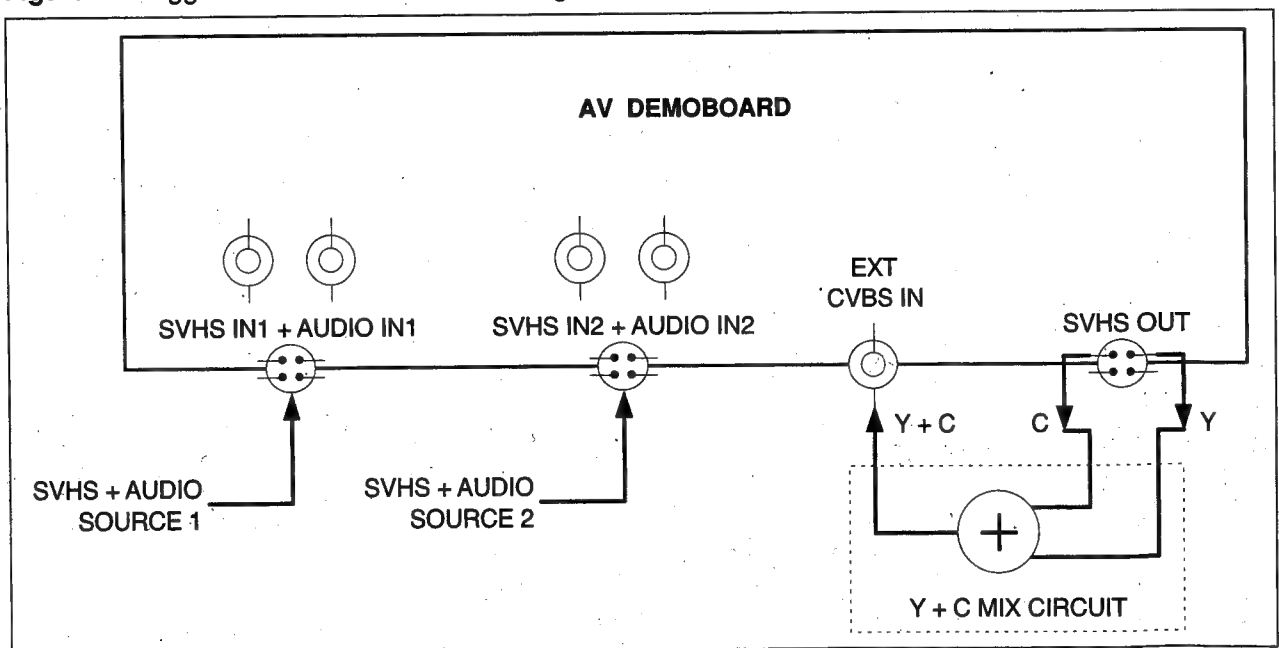 AV DEMOBOARD
SVHS IN1 + AUDIO IN1
SVHS IN2 + AUDIO IN2
EXT
CVBS IN
SVHS OUT
Y + C
C
Y
SVHS + AUDIO
SOURCE 1
SVHS + AUDIO
SOURCE 2
+
Y + C MIX CIRCUIT